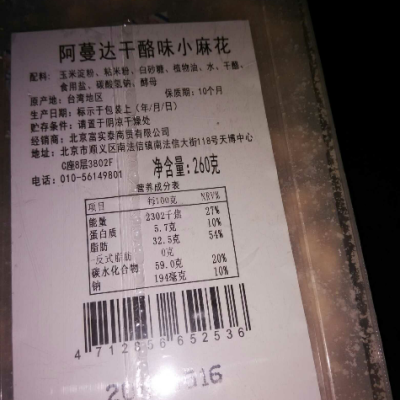 阿蔓达干酪味小麻花
配料: 玉米淀粉、粘米粉、白砂糖、植物油、水、干酪、
食用盐、碳酸氢钠、酵母
原产地: 台湾地区 保质期: 10个月
生产日期: 标示于包装上 (年/月/日)
贮存条件: 请置于阴凉干燥处
经销商: 北京富实泰商贸有限公司
地址: 北京市顺义区南法信镇南法信大街118号天博中心
C座8层3802F
电话: 010-56149801 净含量: 260克
营养成分表
项目 每100克 NRV%
能量 2302千焦 27%
蛋白质 5.7克 10%
脂肪 32.5克 54%
反式脂肪 0克
碳水化合物 59.0克 20%
钠 194毫克 10%
4 712856 652502